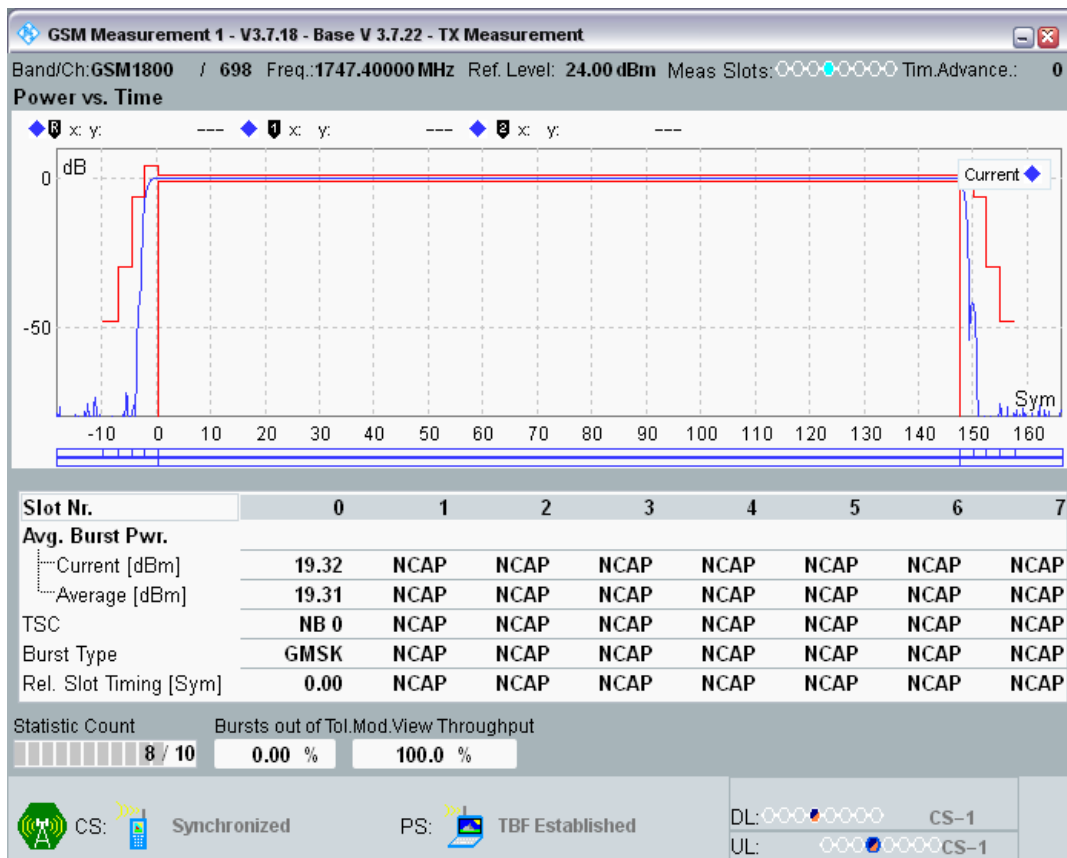 GSM Measurement 1 - V3.7.18 - Base V 3.7.22 - TX Measurement
Band/Ch:GSM1800 / 698 Freq.:1747.40000 MHz Ref. Level: 24.00 dBm Meas Slots: Tim.Advance.: 0
Power vs. Time
R x: y: --- 1 x: y: --- 2 x: y: ---
dB
Current
0
-50
Sym
-10 0 10 20 30 40 50 60 70 80 90 100 110 120 130 140 150 160
Slot Nr. 0 1 2 3 4 5 6 7
Avg. Burst Pwr.
Current [dBm] 19.32 NCAP NCAP NCAP NCAP NCAP NCAP NCAP
Average [dBm] 19.31 NCAP NCAP NCAP NCAP NCAP NCAP NCAP
TSC NB 0 NCAP NCAP NCAP NCAP NCAP NCAP NCAP
Burst Type GMSK NCAP NCAP NCAP NCAP NCAP NCAP NCAP
Rel. Slot Timing [Sym] 0.00 NCAP NCAP NCAP NCAP NCAP NCAP NCAP
Statistic Count Bursts out of Tol. Mod.View Throughput
8 / 10 0.00 % 100.0 %
CS: Synchronized PS: TBF Established
DL: CS-1
UL: CS-1